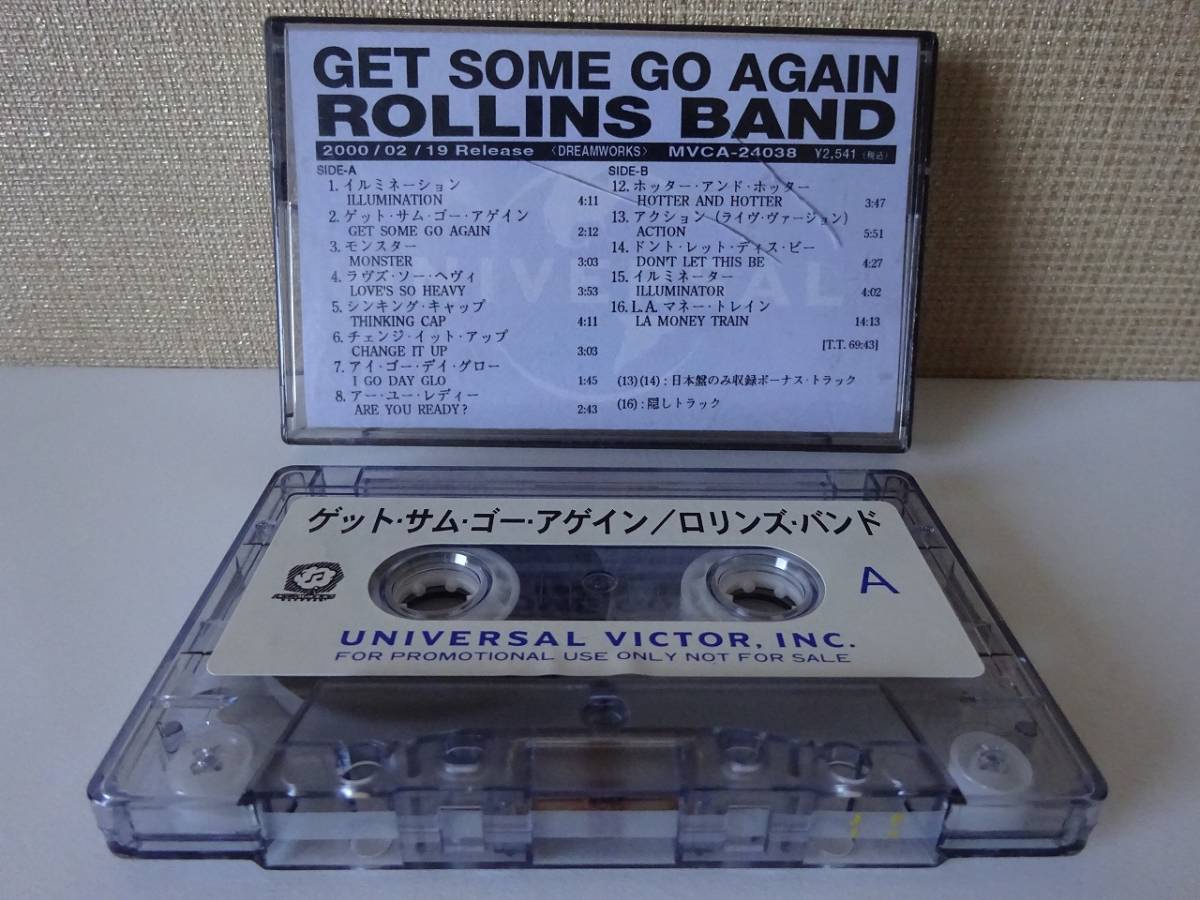 GET SOME GO AGAIN
ROLLINS BAND
2000/02/19 Release 〈DREAMWORKS〉 MVCA-24038 ¥2,541 (税込)
SIDE-A
1. イルミネーション
ILLUMINATION 4:11
2. ゲット・サム・ゴー・アゲイン
GET SOME GO AGAIN 2:12
3. モンスター
MONSTER 3:03
4. ラヴズ・ソー・ヘヴィ
LOVE'S SO HEAVY 3:53
5. シンキング・キャップ
THINKING CAP 4:11
6. チェンジ・イット・アップ
CHANGE IT UP 3:03
7. アイ・ゴー・デイ・グロー
I GO DAY GLO 1:45
8. アー・ユー・レディー
ARE YOU READY? 2:43
SIDE-B
12. ホッター・アンド・ホッター
HOTTER AND HOTTER 3:47
13. アクション (ライヴ・ヴァージョン)
ACTION 5:51
14. ドント・レット・ディス・ビー
DON'T LET THIS BE 4:27
15. イルミネーター
ILLUMINATOR 4:02
16. L.A. マネー・トレイン
LA MONEY TRAIN 14:13
[T.T. 69:43]
(13)(14) : 日本盤のみ収録ボーナス・トラック
(16) : 隠しトラック
UNIVERSAL
ゲット・サム・ゴー・アゲイン/ロリンズ・バンド
A
UNIVERSAL VICTOR, INC.
FOR PROMOTIONAL USE ONLY NOT FOR SALE